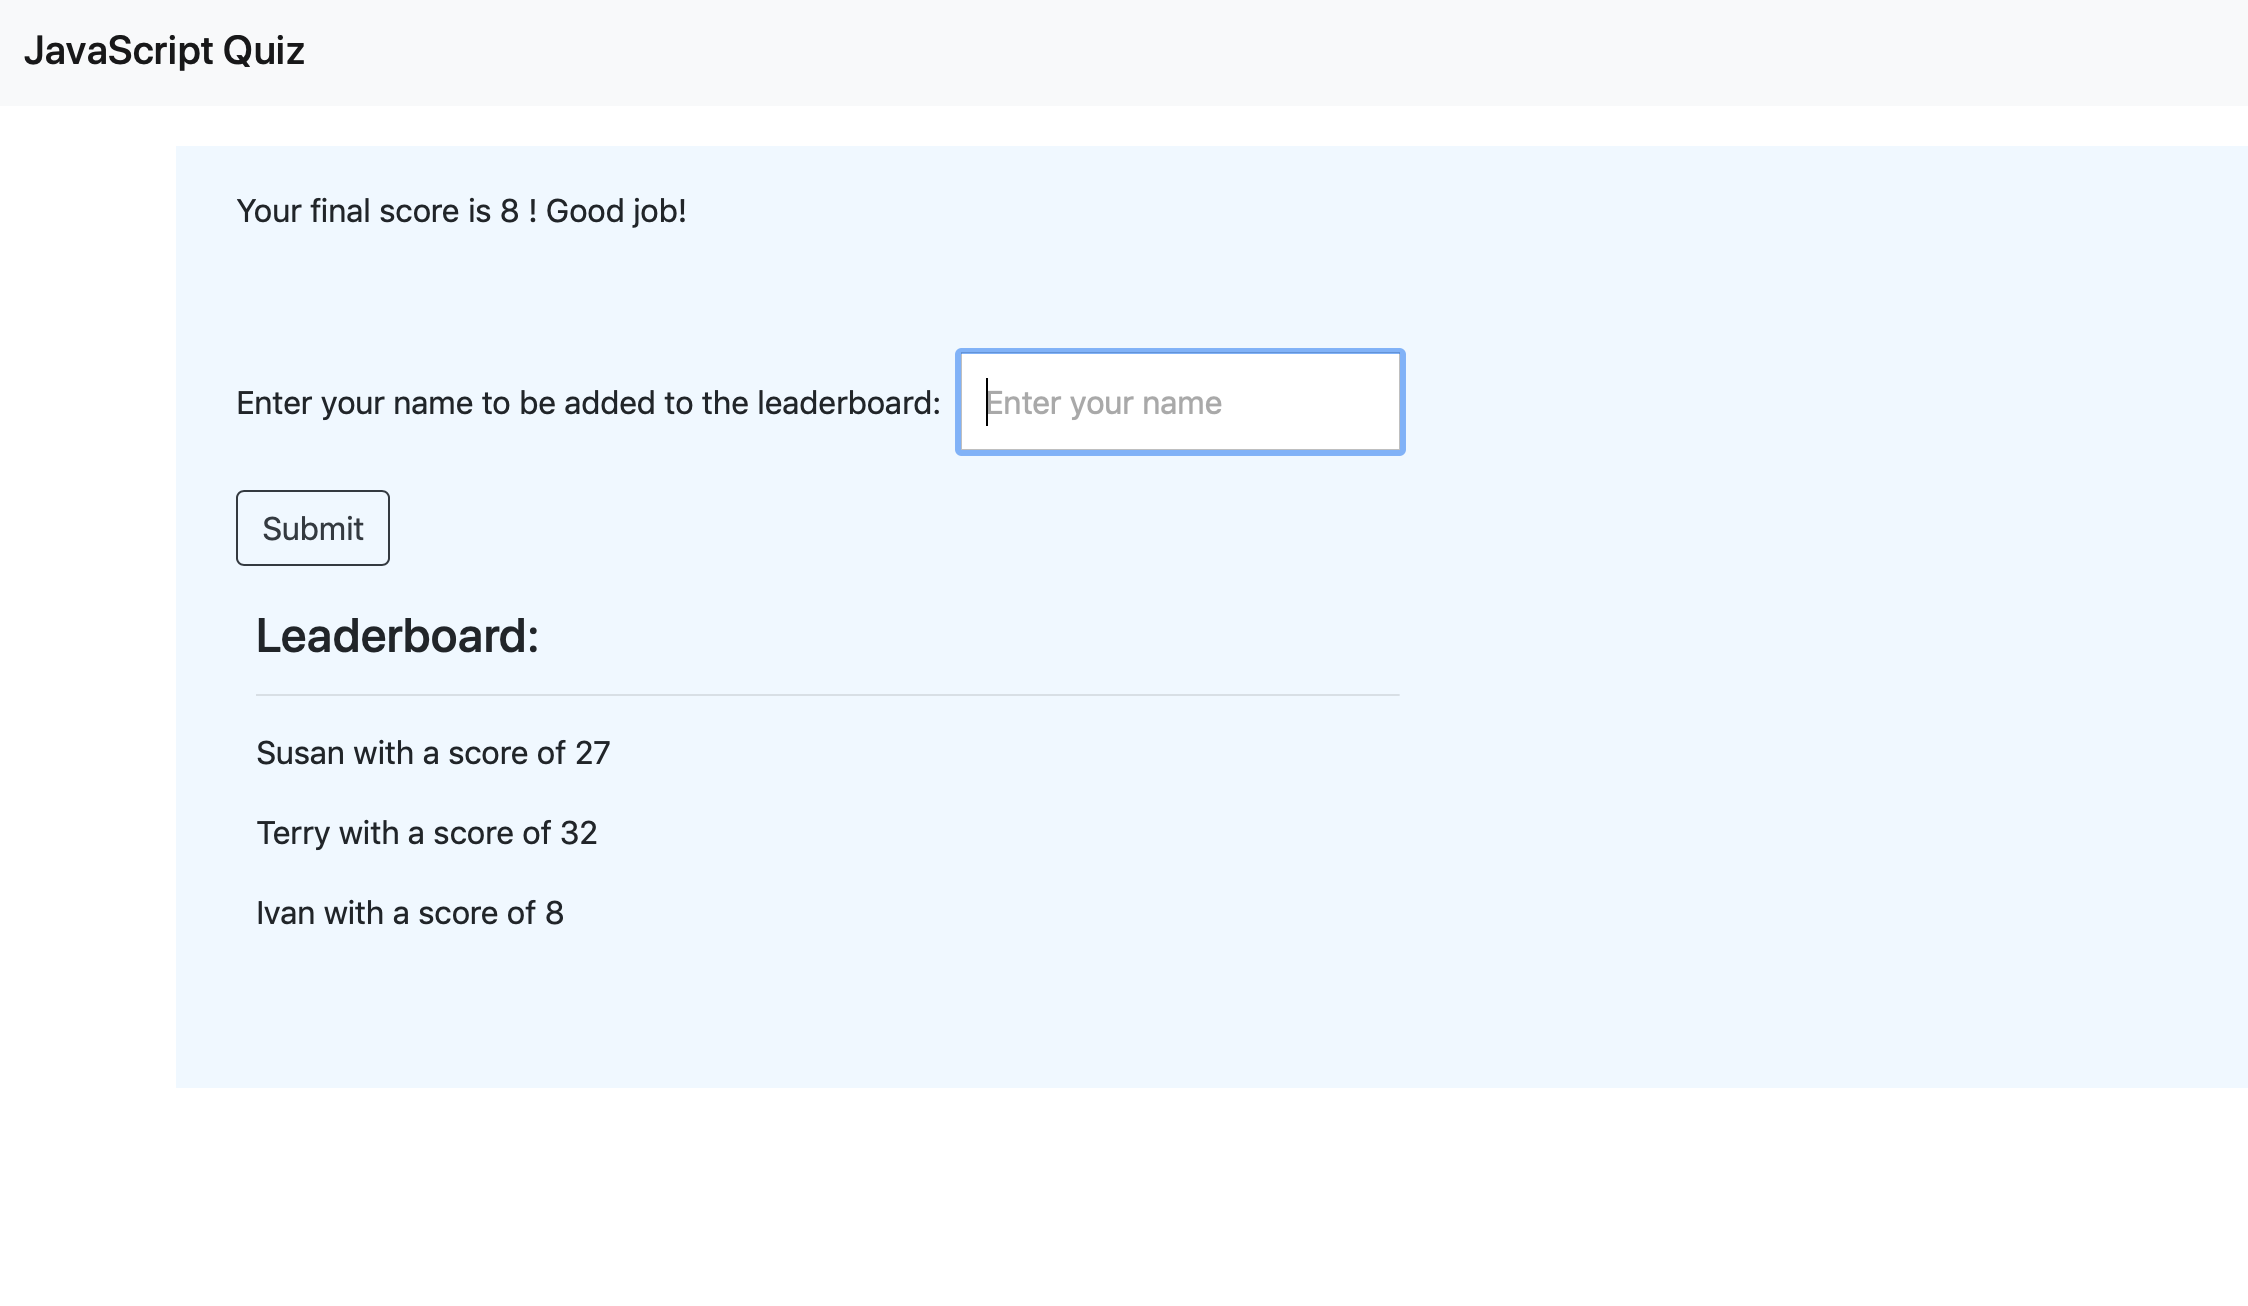 JavaScript Quiz
Your final score is 8 ! Good job!
Enter your name to be added to the leaderboard: Enter your name
Submit
Leaderboard:
Susan with a score of 27
Terry with a score of 32
Ivan with a score of 8